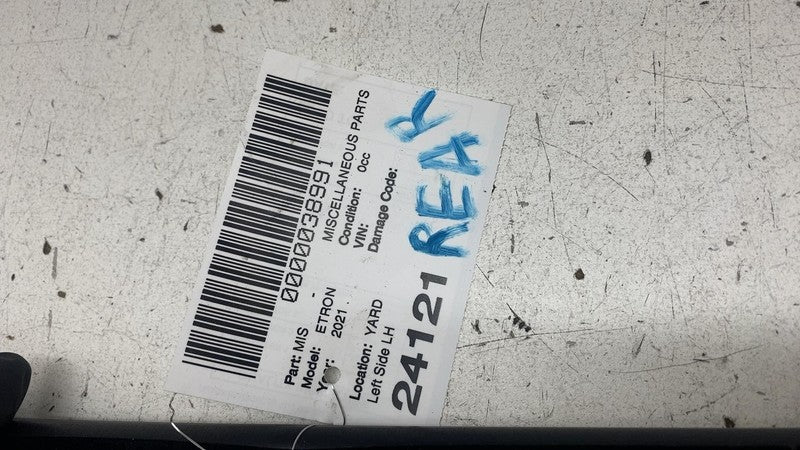 0000038991
Part: MIS MISCELLANEOUS PARTS
Model: ETRON - Condition: 0cc
Year: 2021 VIN:
Damage Code:
Location: YARD
Left Side LH
24121 REAR